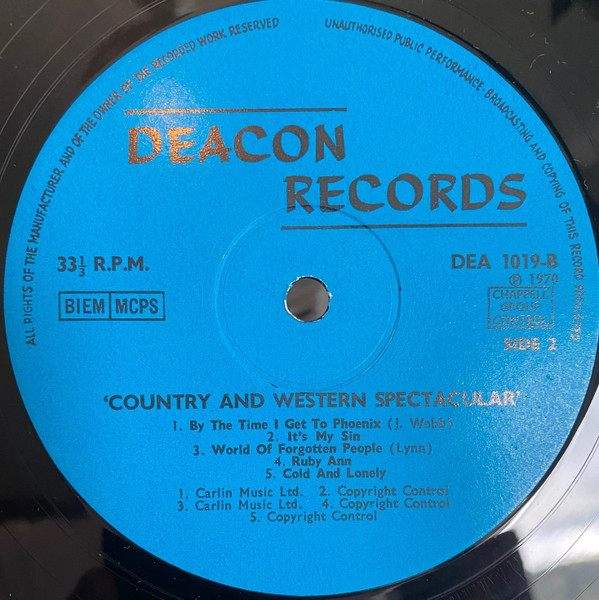 ALL RIGHTS OF THE MANUFACTURER AND OF THE OWNER OF THE RECORDED WORK RESERVED
UNAUTHORISED PUBLIC PERFORMANCE · BROADCASTING AND COPYING OF THIS RECORD PROHIBITED
DEACON
RECORDS
33⅓ R.P.M.
DEA 1019-B
℗ 1970
BIEM MCPS
CHAPPELL
GROUP
CONTROL
SIDE 2
'COUNTRY AND WESTERN SPECTACULAR'
1. By The Time I Get To Phoenix (J. Webb)
2. It's My Sin
3. World Of Forgotten People (Lynn)
4. Ruby Ann
5. Cold And Lonely
1. Carlin Music Ltd. 2. Copyright Control
3. Carlin Music Ltd. 4. Copyright Control
5. Copyright Control